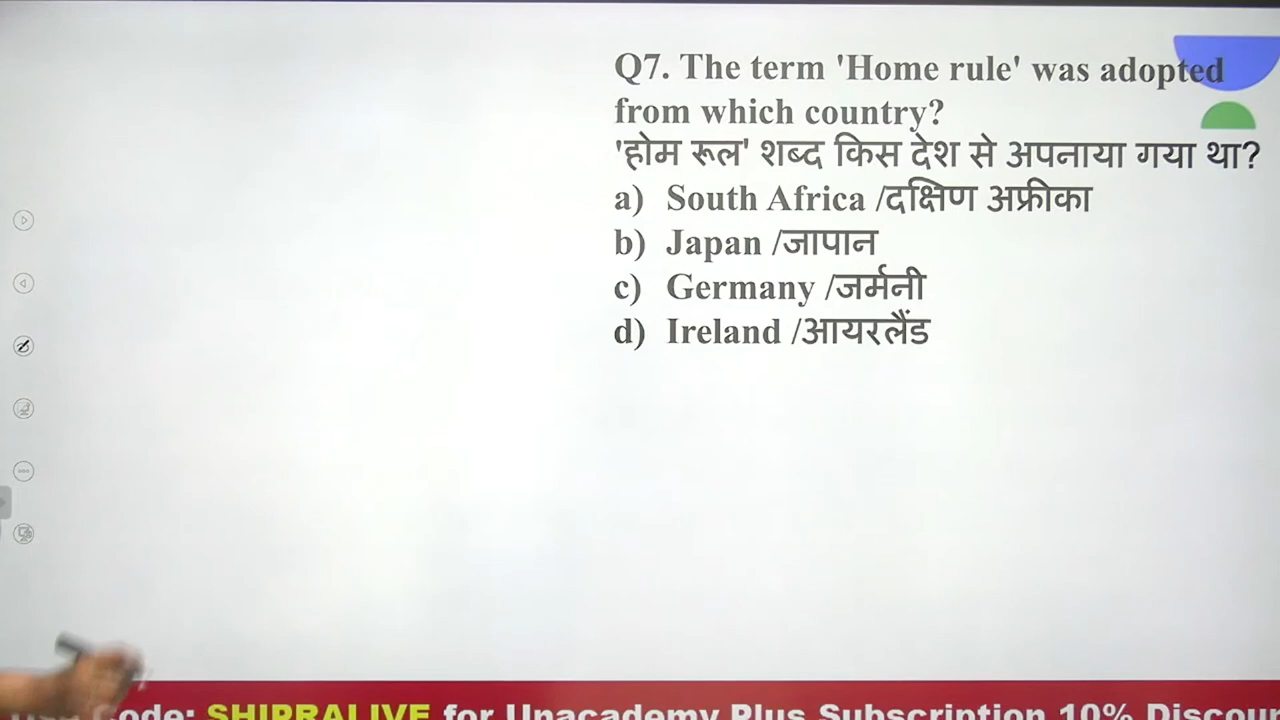 Q7. The term 'Home rule' was adopted
from which country?
'होम रूल' शब्द किस देश से अपनाया गया था?
a) South Africa /दक्षिण अफ्रीका
b) Japan /जापान
c) Germany /जर्मनी
d) Ireland /आयरलैंड
Code: SHIPRALIVE for Unacademy Plus Subscription 10%